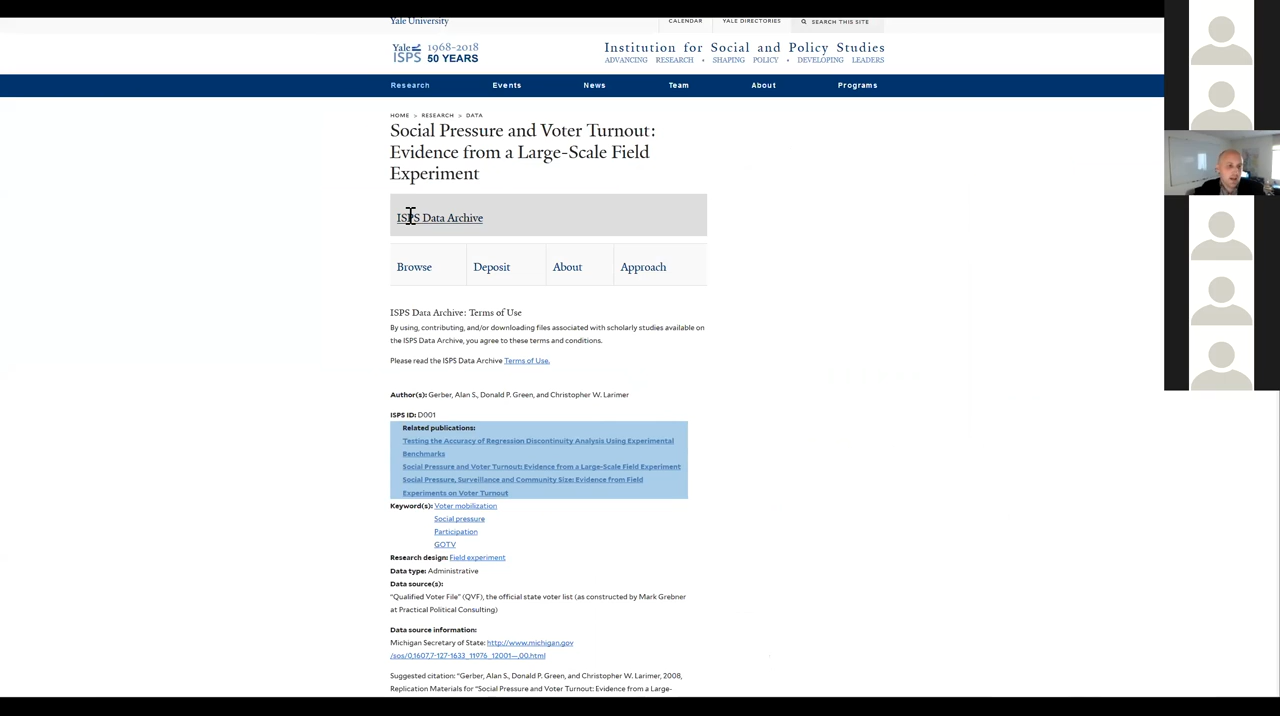 Yale University
CALENDAR
YALE DIRECTORIES
SEARCH THIS SITE
Yale ISPS 1968-2018 50 YEARS
Institution for Social and Policy Studies
ADVANCING RESEARCH • SHAPING POLICY • DEVELOPING LEADERS
Research Events News Team About Programs
HOME > RESEARCH > DATA
Social Pressure and Voter Turnout:
Evidence from a Large-Scale Field
Experiment
ISPS Data Archive
Browse Deposit About Approach
ISPS Data Archive: Terms of Use
By using, contributing, and/or downloading files associated with scholarly studies available on
the ISPS Data Archive, you agree to these terms and conditions.
Please read the ISPS Data Archive Terms of Use.
Author(s): Gerber, Alan S., Donald P. Green, and Christopher W. Larimer
ISPS ID: D001
Related publications:
Testing the Accuracy of Regression Discontinuity Analysis Using Experimental
Benchmarks
Social Pressure and Voter Turnout: Evidence from a Large-Scale Field Experiment
Social Pressure, Surveillance and Community Size: Evidence from Field
Experiments on Voter Turnout
Keyword(s): Voter mobilization
Social pressure
Participation
GOTV
Research design: Field experiment
Data type: Administrative
Data source(s):
"Qualified Voter File" (QVF), the official state voter list (as constructed by Mark Grebner
at Practical Political Consulting)
Data source information:
Michigan Secretary of State: http://www.michigan.gov
/sos/0,1607,7-127-1633_11976_12001—,00.html
Suggested citation: "Gerber, Alan S., Donald P. Green, and Christopher W. Larimer, 2008,
Replication Materials for "Social Pressure and Voter Turnout: Evidence from a Large-